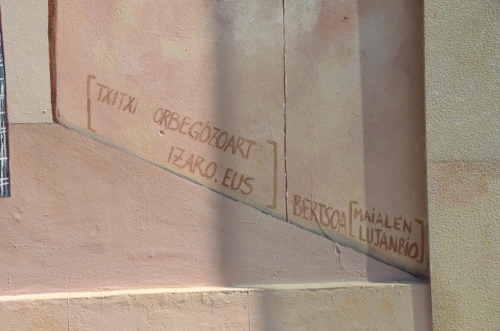 [TXITXI ORBEGOZOART
IZARO.EUS]
BERTSOA [MAIALEN
LUJANBIO]